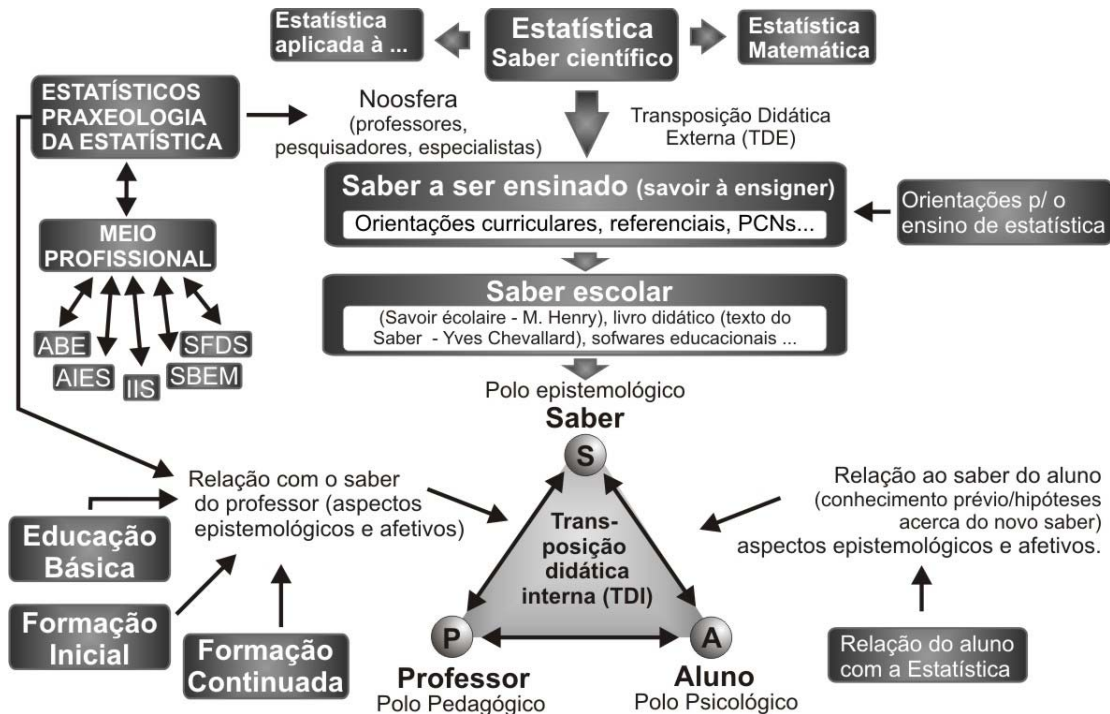 Estatística
aplicada à ...
Estatística
Saber científico
Estatística
Matemática
ESTATÍSTICOS
PRAXEOLOGIA
DA ESTATÍSTICA
Noosfera
(professores,
pesquisadores, especialistas)
Transposição Didática
Externa (TDE)
Saber a ser ensinado (savoir à ensigner)
Orientações curriculares, referenciais, PCNs...
Orientações p/ o
ensino de estatística
MEIO
PROFISSIONAL
ABE
SFDS
AIES
IIS
SBEM
Saber escolar
(Savoir écolaire - M. Henry), livro didático (texto do
Saber - Yves Chevallard), sofwares educacionais ...
Polo epistemológico
Saber
S
Relação com o saber
do professor (aspectos
epistemológicos e afetivos)
Trans-
posição
didática
interna (TDI)
Relação ao saber do aluno
(conhecimento prévio/hipóteses
acerca do novo saber)
aspectos epistemológicos e afetivos.
Educação
Básica
Formação
Inicial
Formação
Continuada
P
A
Professor
Polo Pedagógico
Aluno
Polo Psicológico
Relação do aluno
com a Estatística